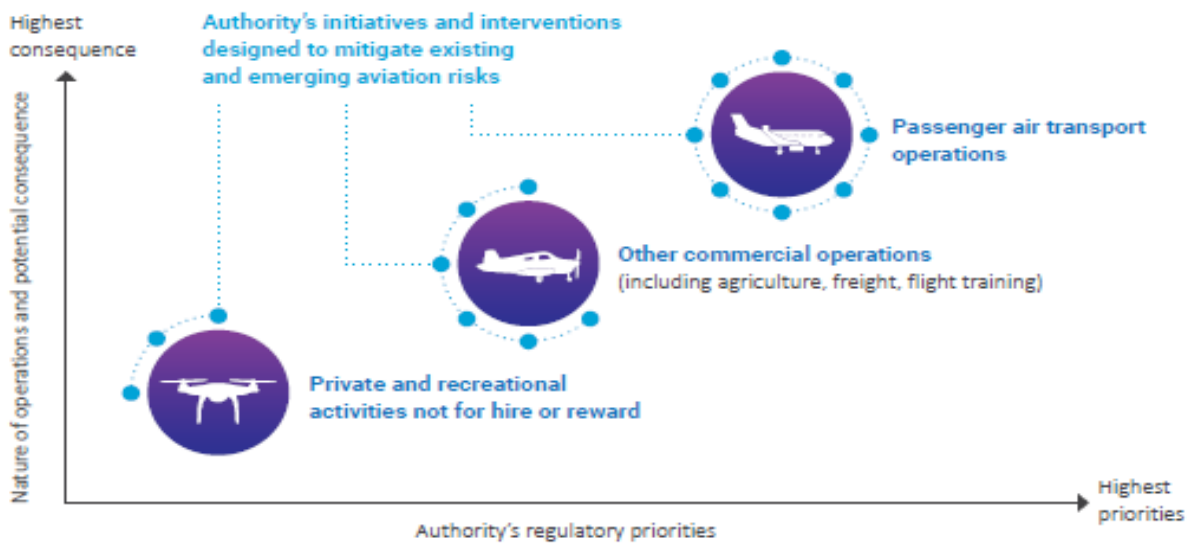 Highest
consequence
Authority's initiatives and interventions
designed to mitigate existing
and emerging aviation risks
Nature of operations and potential consequence
Passenger air transport
operations
Other commercial operations
(including agriculture, freight, flight training)
Private and recreational
activities not for hire or reward
Highest
priorities
Authority's regulatory priorities